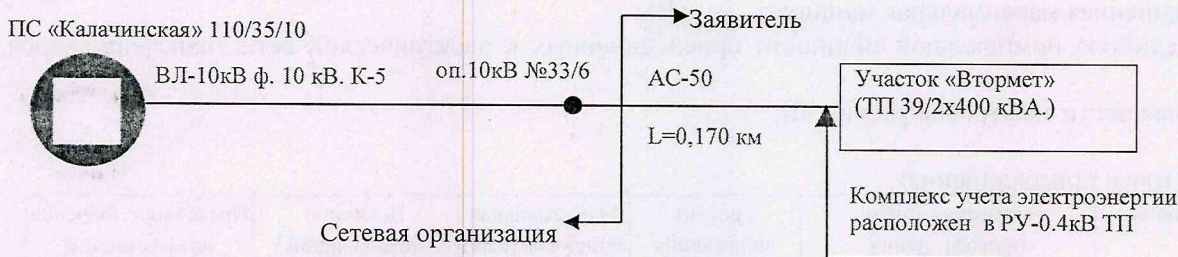 Заявитель
ПС «Калачинская» 110/35/10
ВЛ-10кВ ф. 10 кВ. К-5
оп.10кВ №33/6
АС-50
Участок «Втормет»
(ТП 39/2х400 кВА.)
L=0,170 км
Комплекс учета электроэнергии
расположен в РУ-0.4кВ ТП
Сетевая организация